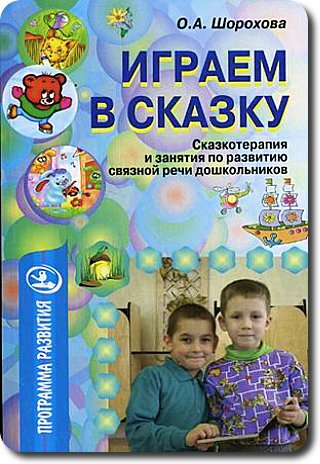 О.А. Шорохова
ИГРАЕМ
В СКАЗКУ
Сказкотерапия
и занятия по развитию
связной речи дошкольников
ПРОГРАММА РАЗВИТИЯ